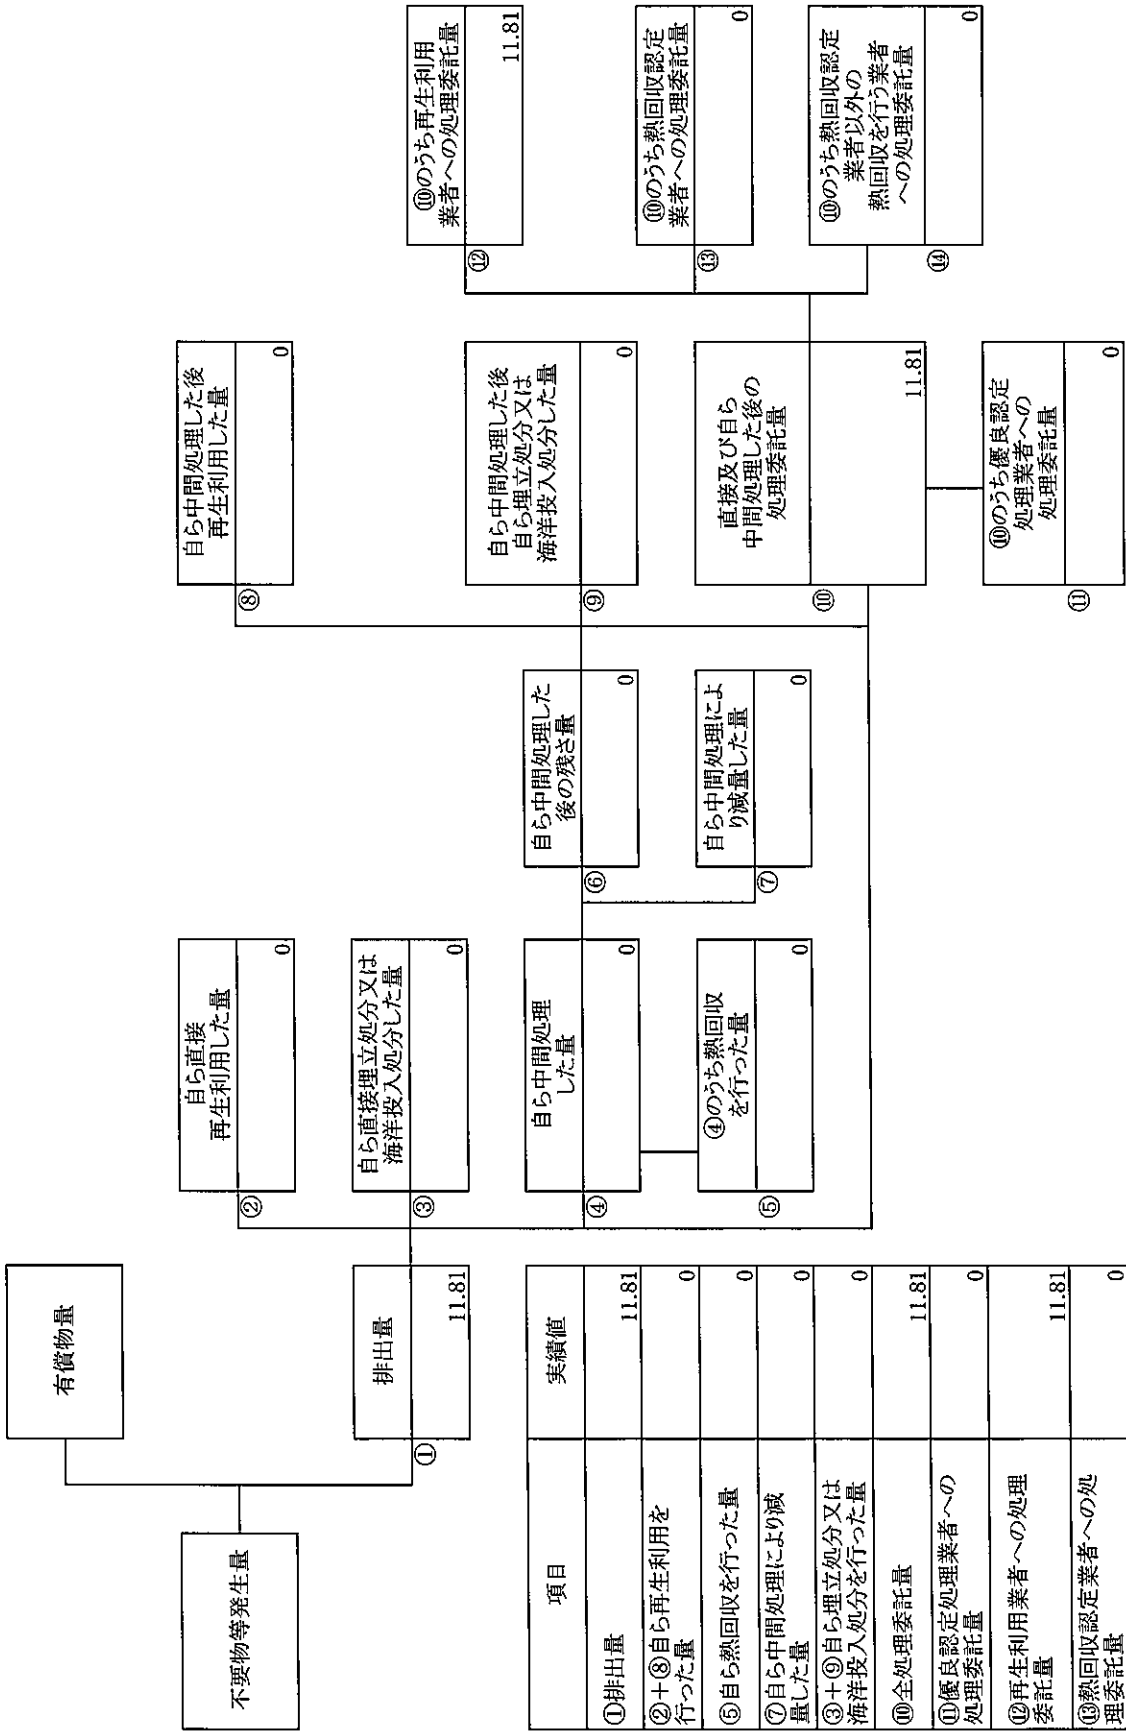 不要物等発生量
有償物量
①
排出量
11.81
②
自ら直接
再生利用した量
0
③
自ら直接埋立処分又は
海洋投入処分した量
0
④
自ら中間処理
した量
0
⑤
④のうち熱回収
を行った量
0
⑥
自ら中間処理した
後の残さ量
0
⑦
自ら中間処理によ
り減量した量
0
⑧
自ら中間処理した後
再生利用した量
0
⑨
自ら中間処理した後
自ら埋立処分又は
海洋投入処分した量
0
⑩
直接及び自ら
中間処理した後の
処理委託量
11.81
⑪
⑩のうち優良認定
処理業者への
処理委託量
0
⑫
⑩のうち再生利用
業者への処理委託量
11.81
⑬
⑩のうち熱回収認定
業者への処理委託量
0
⑭
⑩のうち熱回収認定
業者以外の
熱回収を行う業者
への処理委託量
0
項目 実績値
①排出量 11.81
②+⑧自ら再生利用を
行った量 0
⑤自ら熱回収を行った量 0
⑦自ら中間処理により減
量した量 0
③+⑨自ら埋立処分又は
海洋投入処分を行った量 0
⑩全処理委託量 11.81
⑪優良認定処理業者への
処理委託量 0
⑫再生利用業者への処理
委託量 11.81
⑬熱回収認定業者への処
理委託量 0